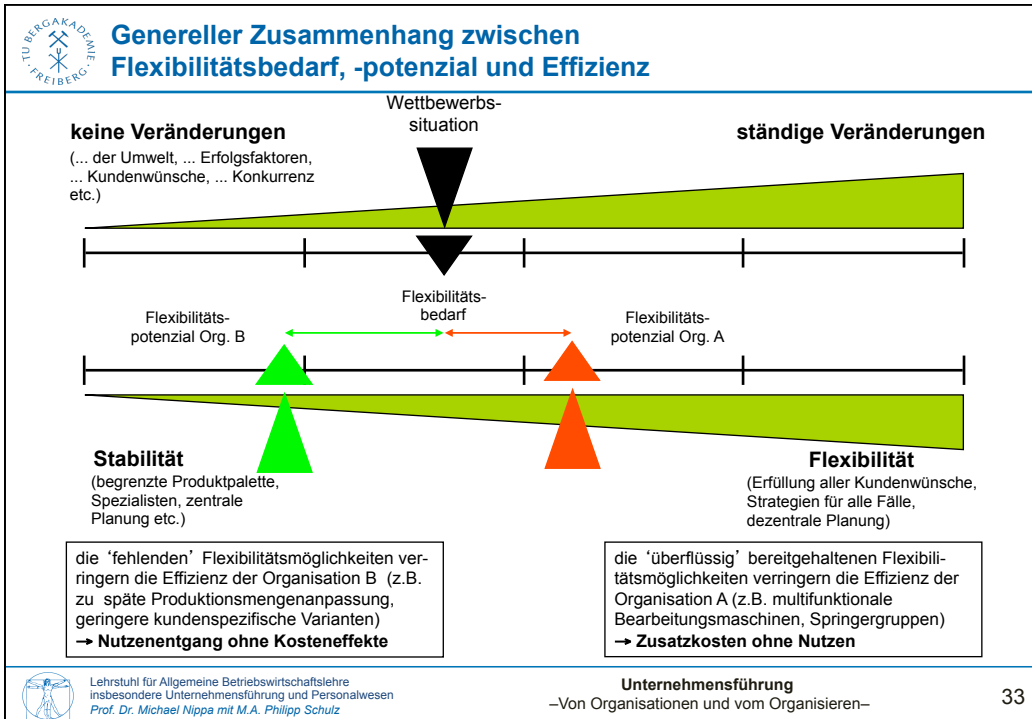 TU BERGAKADEMIE
FREIBERG
Genereller Zusammenhang zwischen
Flexibilitätsbedarf, -potenzial und Effizienz
Wettbewerbs-
situation
keine Veränderungen
(... der Umwelt, ... Erfolgsfaktoren,
... Kundenwünsche, ... Konkurrenz
etc.)
ständige Veränderungen
Flexibilitäts-
bedarf
Flexibilitäts-
potenzial Org. B
Flexibilitäts-
potenzial Org. A
Stabilität
(begrenzte Produktpalette,
Spezialisten, zentrale
Planung etc.)
Flexibilität
(Erfüllung aller Kundenwünsche,
Strategien für alle Fälle,
dezentrale Planung)
die ‘fehlenden’ Flexibilitätsmöglichkeiten ver-
ringern die Effizienz der Organisation B (z.B.
zu späte Produktionsmengenanpassung,
geringere kundenspezifische Varianten)
→ Nutzenentgang ohne Kosteneffekte
die ‘überflüssig’ bereitgehaltenen Flexibili-
tätsmöglichkeiten verringern die Effizienz der
Organisation A (z.B. multifunktionale
Bearbeitungsmaschinen, Springergruppen)
→ Zusatzkosten ohne Nutzen
Lehrstuhl für Allgemeine Betriebswirtschaftslehre
insbesondere Unternehmensführung und Personalwesen
Prof. Dr. Michael Nippa mit M.A. Philipp Schulz
Unternehmensführung
–Von Organisationen und vom Organisieren–
33